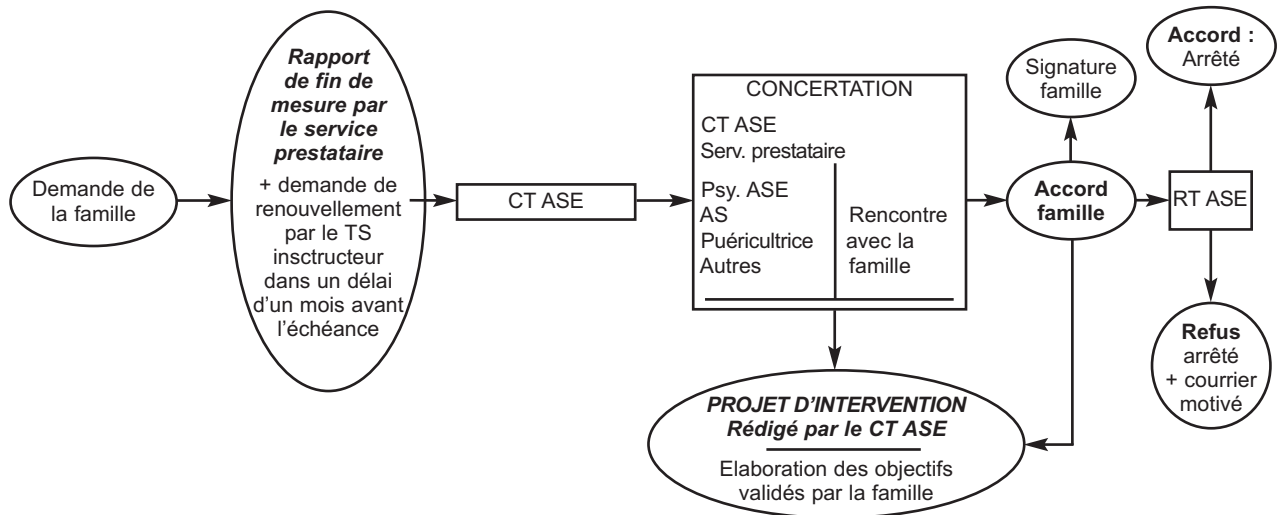 Demande de
la famille
Rapport
de fin de
mesure par
le service
prestataire
+ demande de
renouvellement
par le TS
insctructeur
dans un délai
d'un mois avant
l'échéance
CT ASE
CONCERTATION
CT ASE
Serv. prestataire
Psy. ASE
AS
Puéricultrice
Autres
Rencontre
avec la
famille
PROJET D'INTERVENTION
Rédigé par le CT ASE
Elaboration des objectifs
validés par la famille
Signature
famille
Accord
famille
RT ASE
Accord :
Arrêté
Refus
arrêté
+ courrier
motivé